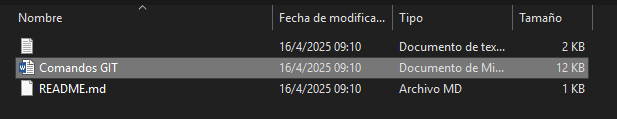 Nombre Fecha de modifica... Tipo Tamaño
16/4/2025 09:10 Documento de tex... 2 KB
Comandos GIT 16/4/2025 09:10 Documento de Mi... 12 KB
README.md 16/4/2025 09:10 Archivo MD 1 KB